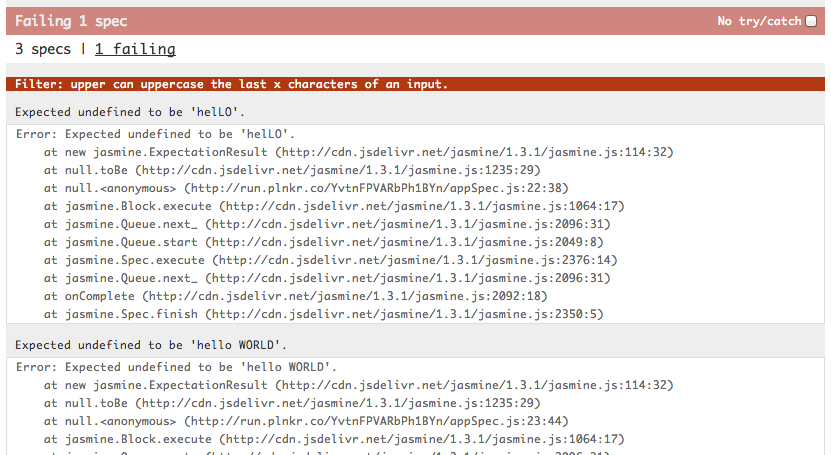 Failing 1 spec
No try/catch
3 specs | 1 failing
Filter: upper can uppercase the last x characters of an input.
Expected undefined to be 'helLO'.
Error: Expected undefined to be 'helLO'.
at new jasmine.ExpectationResult (http://cdn.jsdelivr.net/jasmine/1.3.1/jasmine.js:114:32)
at null.toBe (http://cdn.jsdelivr.net/jasmine/1.3.1/jasmine.js:1235:29)
at null.<anonymous> (http://run.plnkr.co/YvtnFPVARbPh1BYn/appSpec.js:22:38)
at jasmine.Block.execute (http://cdn.jsdelivr.net/jasmine/1.3.1/jasmine.js:1064:17)
at jasmine.Queue.next_ (http://cdn.jsdelivr.net/jasmine/1.3.1/jasmine.js:2096:31)
at jasmine.Queue.start (http://cdn.jsdelivr.net/jasmine/1.3.1/jasmine.js:2049:8)
at jasmine.Spec.execute (http://cdn.jsdelivr.net/jasmine/1.3.1/jasmine.js:2376:14)
at jasmine.Queue.next_ (http://cdn.jsdelivr.net/jasmine/1.3.1/jasmine.js:2096:31)
at onComplete (http://cdn.jsdelivr.net/jasmine/1.3.1/jasmine.js:2092:18)
at jasmine.Spec.finish (http://cdn.jsdelivr.net/jasmine/1.3.1/jasmine.js:2350:5)
Expected undefined to be 'hello WORLD'.
Error: Expected undefined to be 'hello WORLD'.
at new jasmine.ExpectationResult (http://cdn.jsdelivr.net/jasmine/1.3.1/jasmine.js:114:32)
at null.toBe (http://cdn.jsdelivr.net/jasmine/1.3.1/jasmine.js:1235:29)
at null.<anonymous> (http://run.plnkr.co/YvtnFPVARbPh1BYn/appSpec.js:23:44)
at jasmine.Block.execute (http://cdn.jsdelivr.net/jasmine/1.3.1/jasmine.js:1064:17)